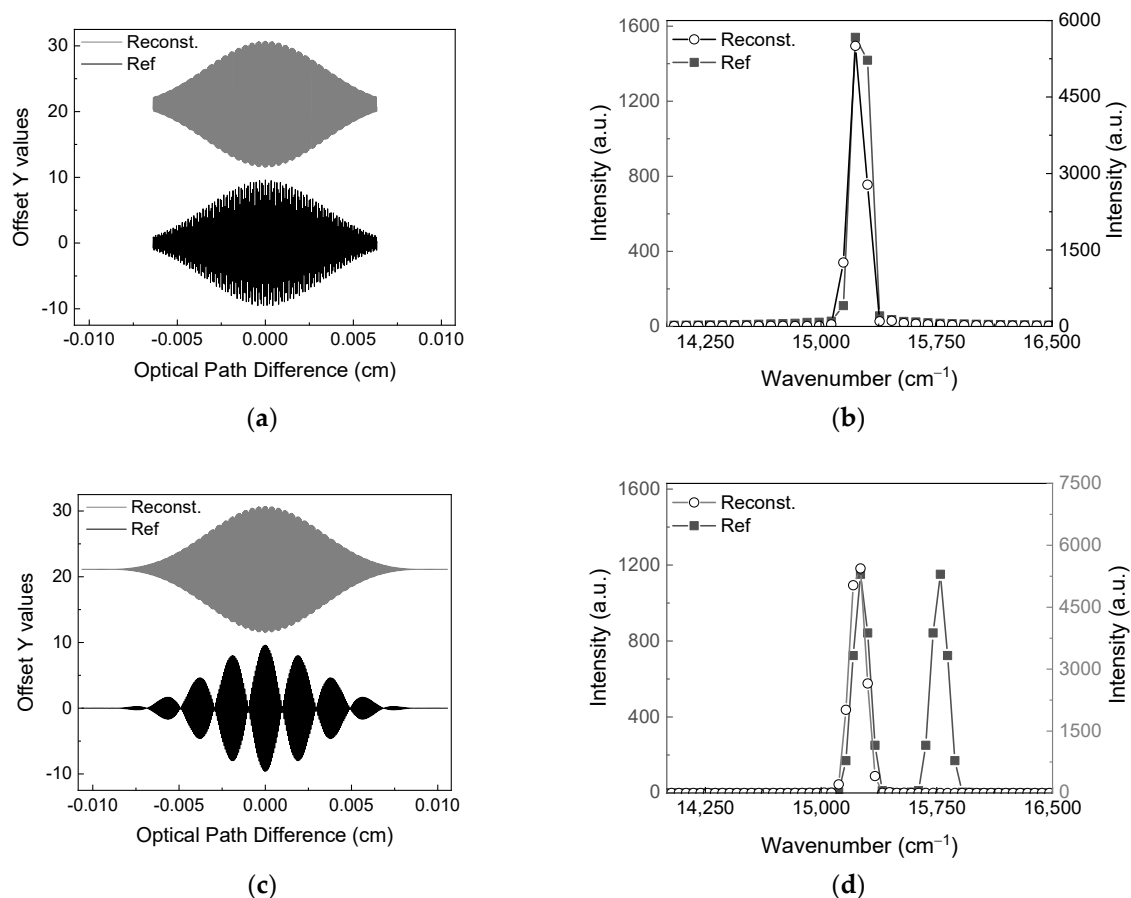 Reconst.
Ref
30
20
10
0
-10
Offset Y values
-0.010
-0.005
0.000
0.005
0.010
Optical Path Difference (cm)
(a)
Reconst.
Ref
1600
1200
800
400
0
Intensity (a.u.)
6000
4500
3000
1500
0
Intensity (a.u.)
14,250
15,000
15,750
16,500
Wavenumber (cm⁻¹)
(b)
Reconst.
Ref
30
20
10
0
-10
Offset Y values
-0.010
-0.005
0.000
0.005
0.010
Optical Path Difference (cm)
(c)
Reconst.
Ref
1600
1200
800
400
0
Intensity (a.u.)
7500
6000
4500
3000
1500
0
Intensity (a.u.)
14,250
15,000
15,750
16,500
Wavenumber (cm⁻¹)
(d)